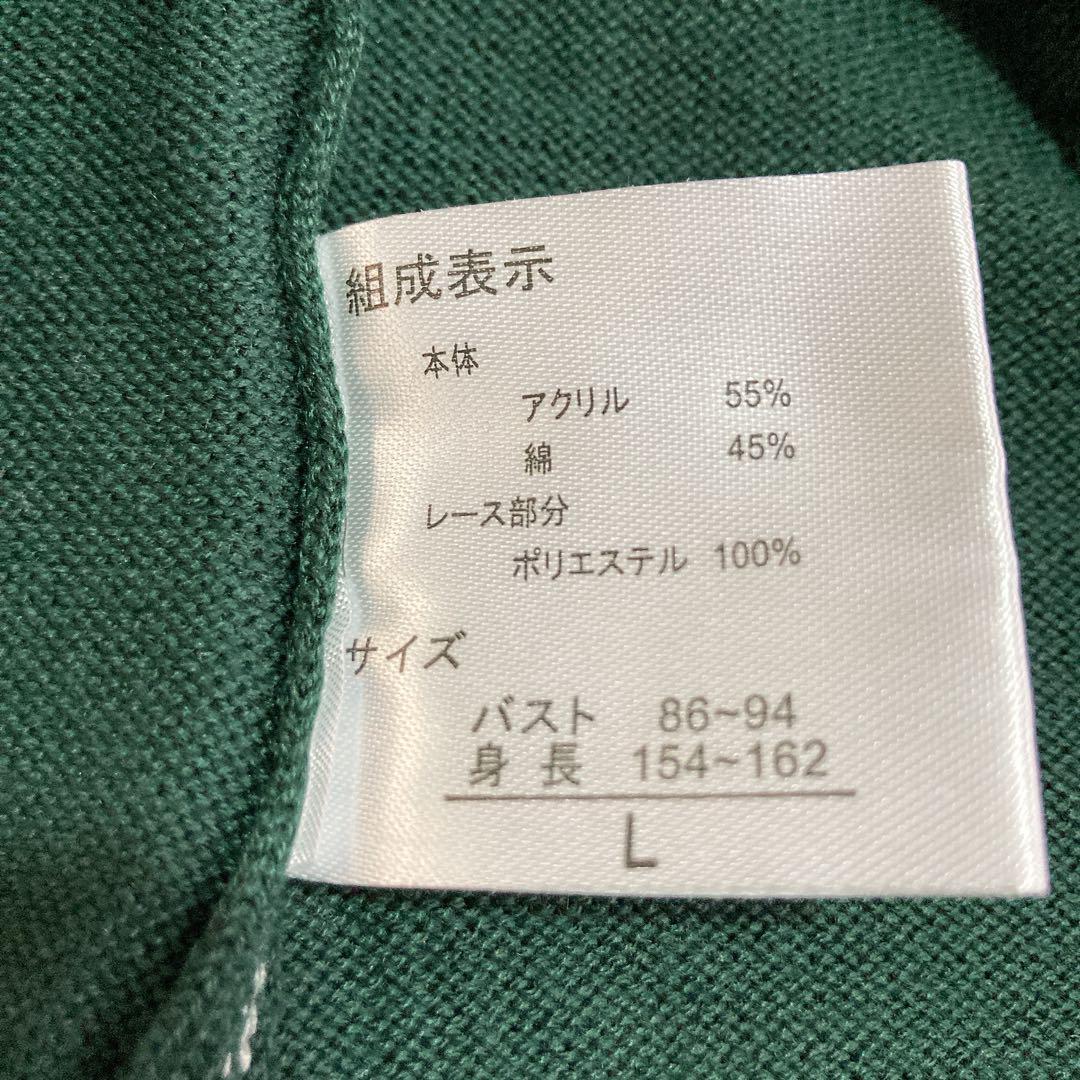 組成表示
本体
アクリル 55%
綿 45%
レース部分
ポリエステル 100%
サイズ
バスト 86~94
身長 154~162
L